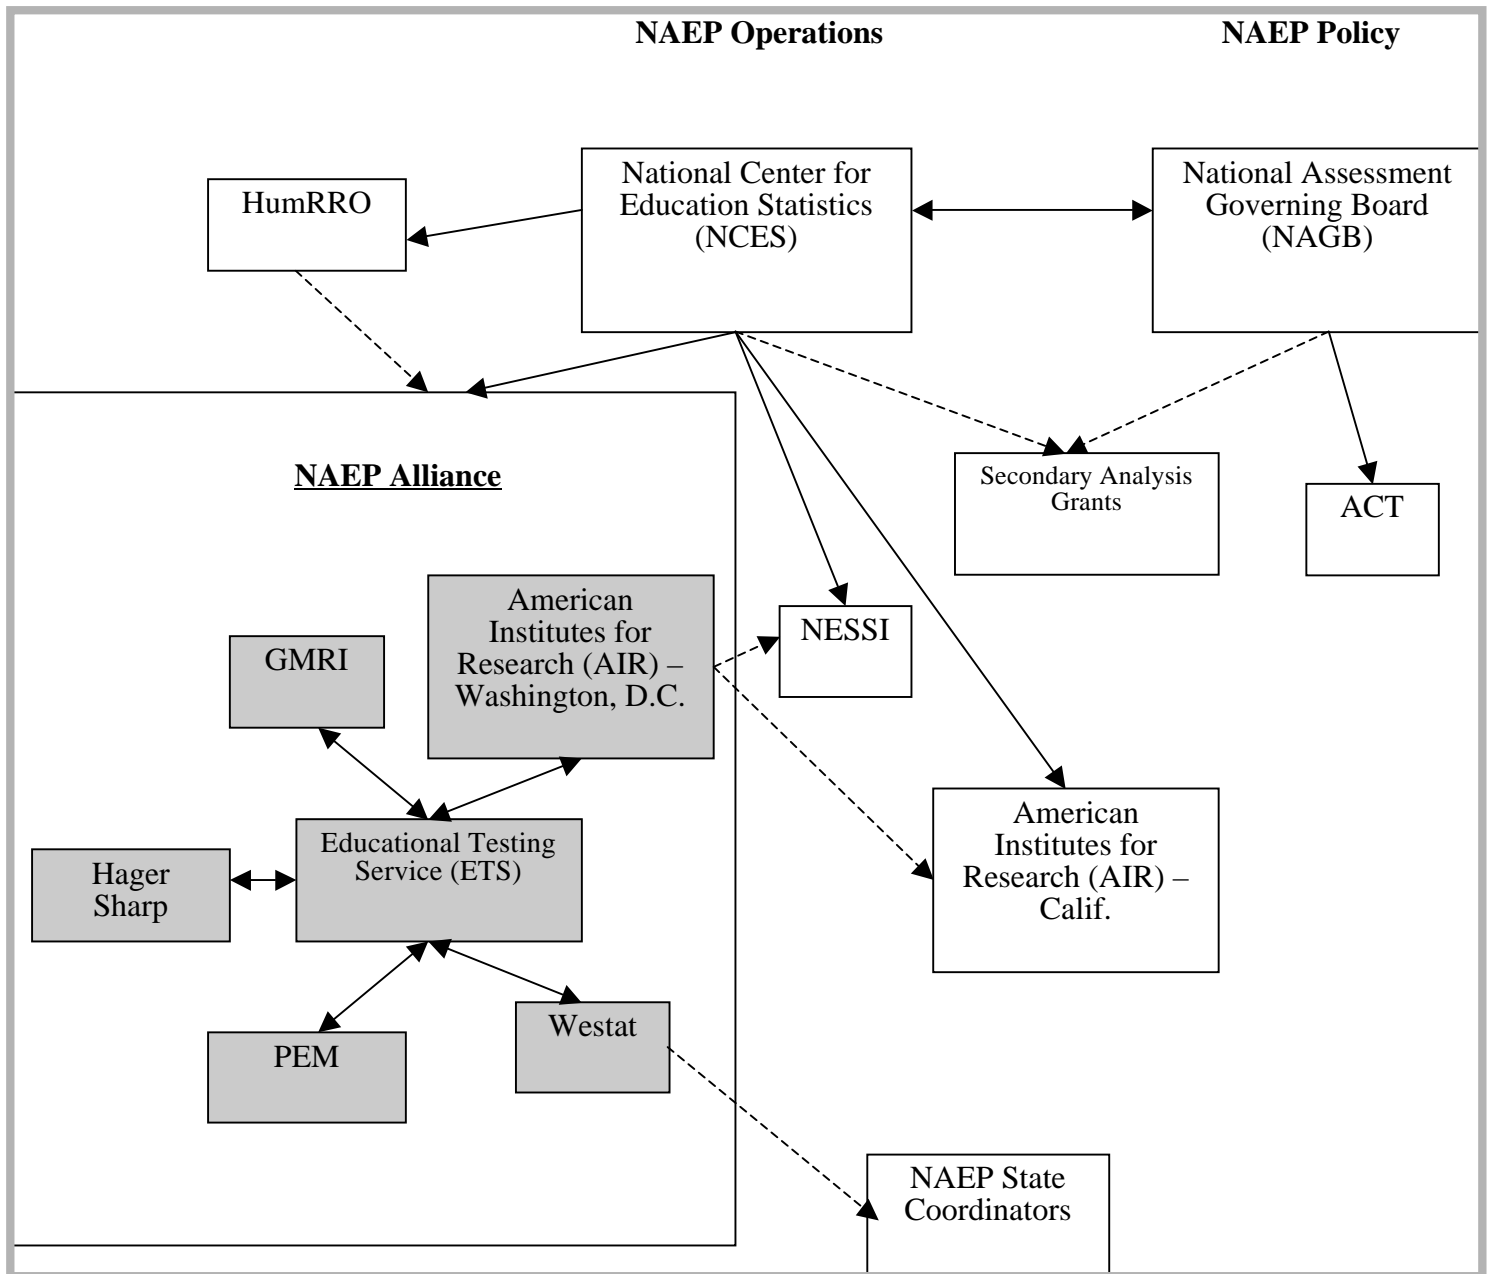 NAEP Operations
NAEP Policy
HumRRO
National Center for
Education Statistics
(NCES)
National Assessment
Governing Board
(NAGB)
NAEP Alliance
Secondary Analysis
Grants
ACT
American
Institutes for
Research (AIR) –
Washington, D.C.
NESSI
GMRI
Educational Testing
Service (ETS)
Hager
Sharp
American
Institutes for
Research (AIR) –
Calif.
PEM
Westat
NAEP State
Coordinators